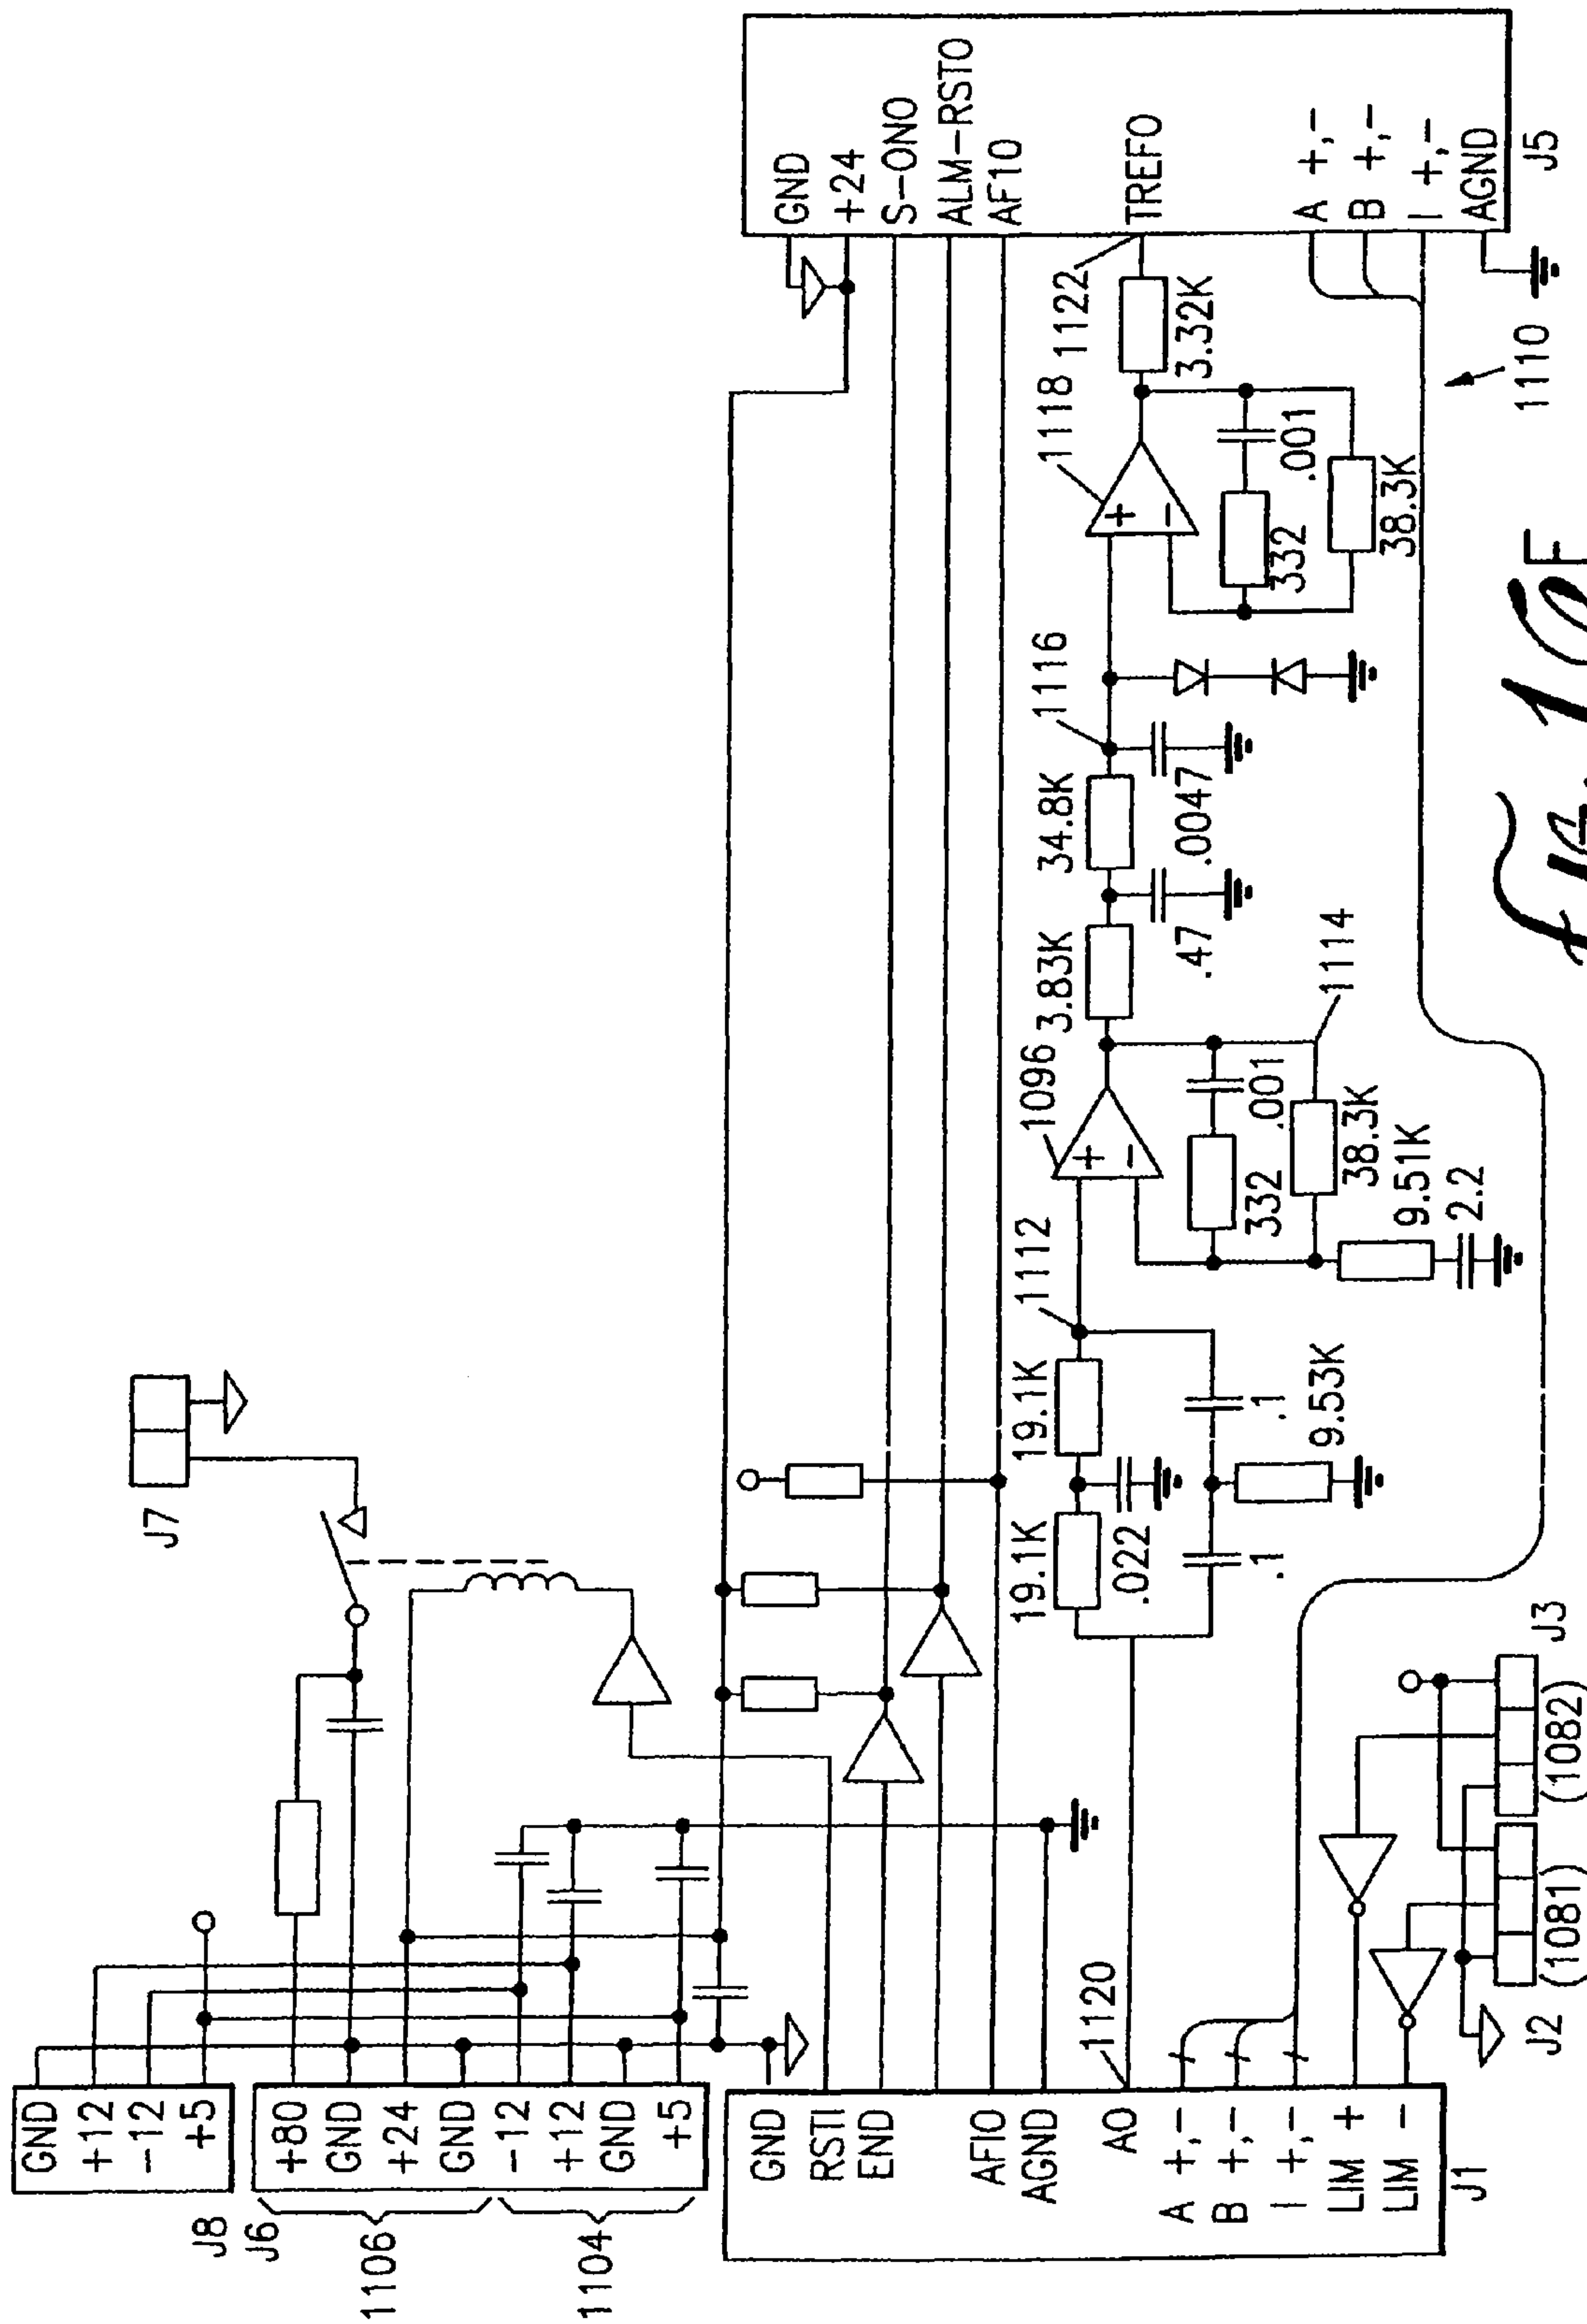 GND
+12
-12
+5
J8
+80
GND
+24
GND
-12
+12
GND
+5
J6
1106
1104
J7
GND
RSTI
END
AFIO
AGND
AO
A +,-
B +,-
I +,-
LIM +
LIM -
J1
1120
J2
(1081)
J3
(1082)
19.1K
19.1K
.022
.1
.1
9.53K
1112
1096
332
.001
38.3K
9.51K
2.2
1114
3.83K
.47
34.8K
.0047
1116
1118
332
.001
38.3K
1122
3.32K
GND
+24
S-ONO
ALM-RSTO
AF10
TREFO
A +,-
B +,-
I +,-
AGND
J5
1110
Fig. 16F